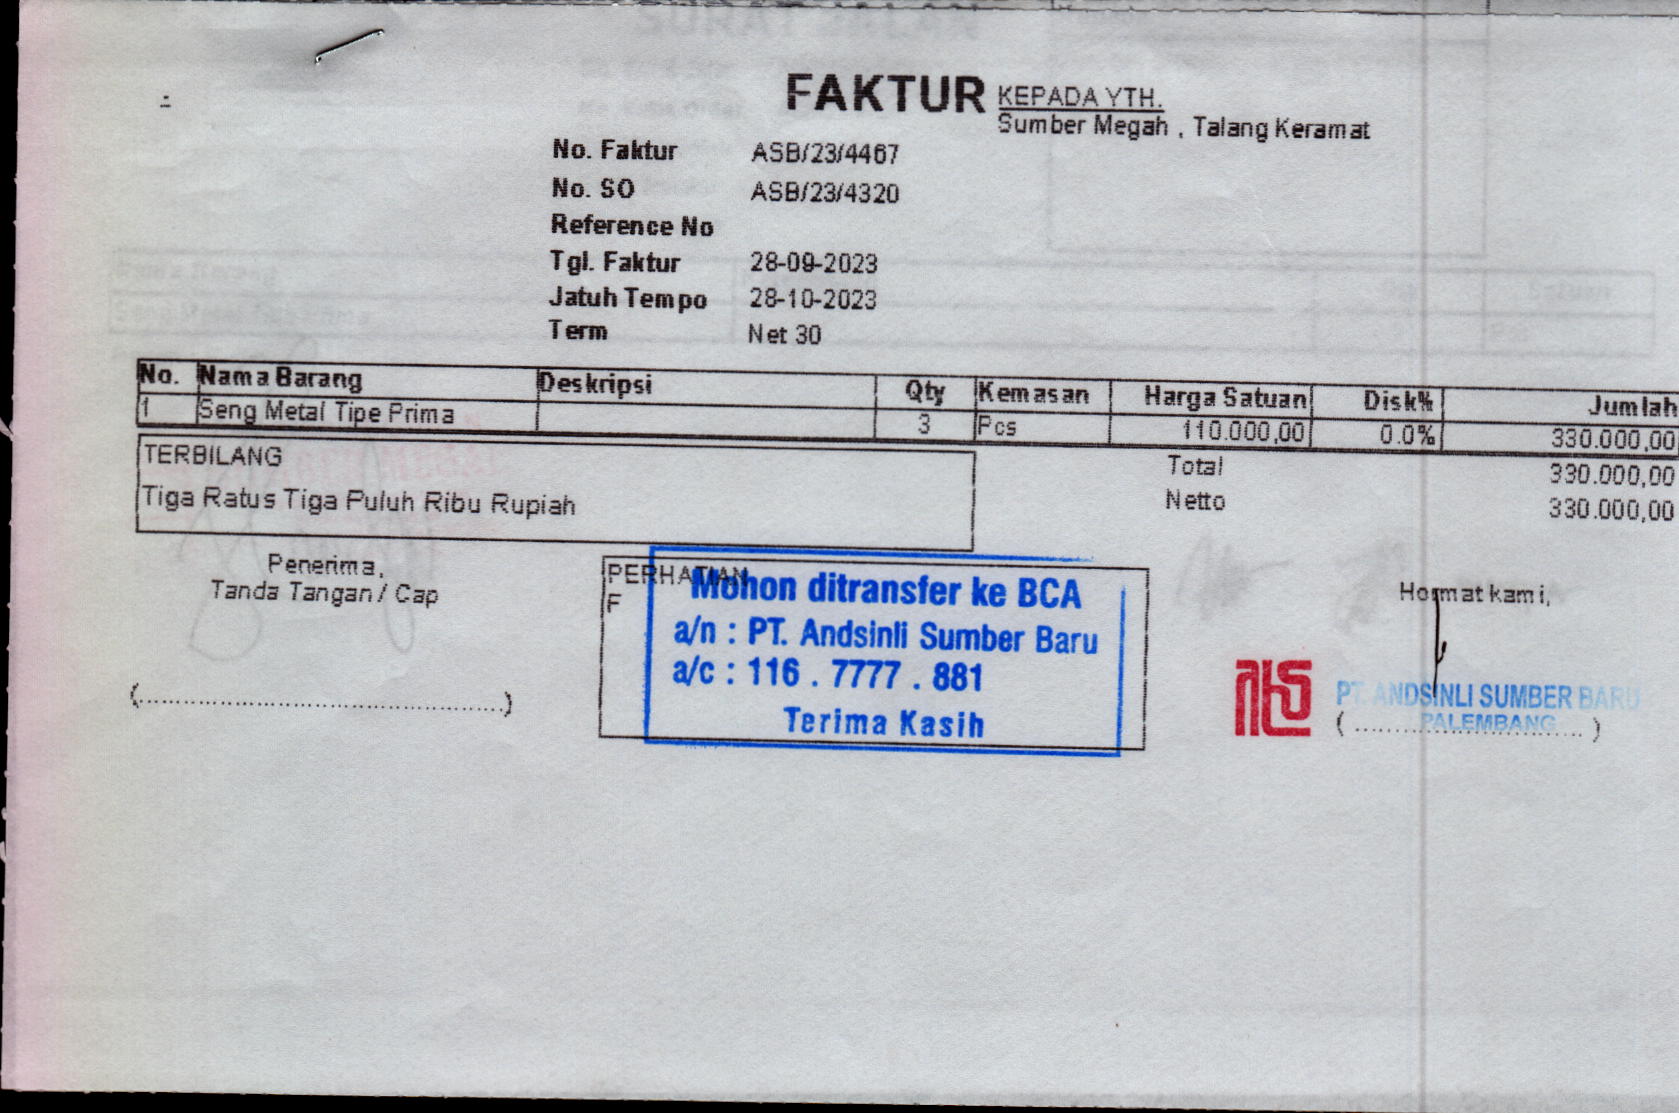 FAKTUR
KEPADA YTH.
Sumber Megah , Talang Keramat
No. Faktur ASB/23/4467
No. SO ASB/23/4320
Reference No
Tgl. Faktur 28-09-2023
Jatuh Tempo 28-10-2023
Term Net 30
No. Nama Barang Deskripsi Qty Kemasan Harga Satuan Disk% Jumlah
1 Seng Metal Tipe Prima 3 Pcs 110.000,00 0.0% 330.000,00
TERBILANG
Tiga Ratus Tiga Puluh Ribu Rupiah
Total 330.000,00
Netto 330.000,00
Penerima,
Tanda Tangan / Cap
(..............................................)
PERHATIAN
F
Mohon ditransfer ke BCA
a/n : PT. Andsinli Sumber Baru
a/c : 116 . 7777 . 881
Terima Kasih
Hormat kami,
PT. ANDSINLI SUMBER BARU
PALEMBANG
(................................)